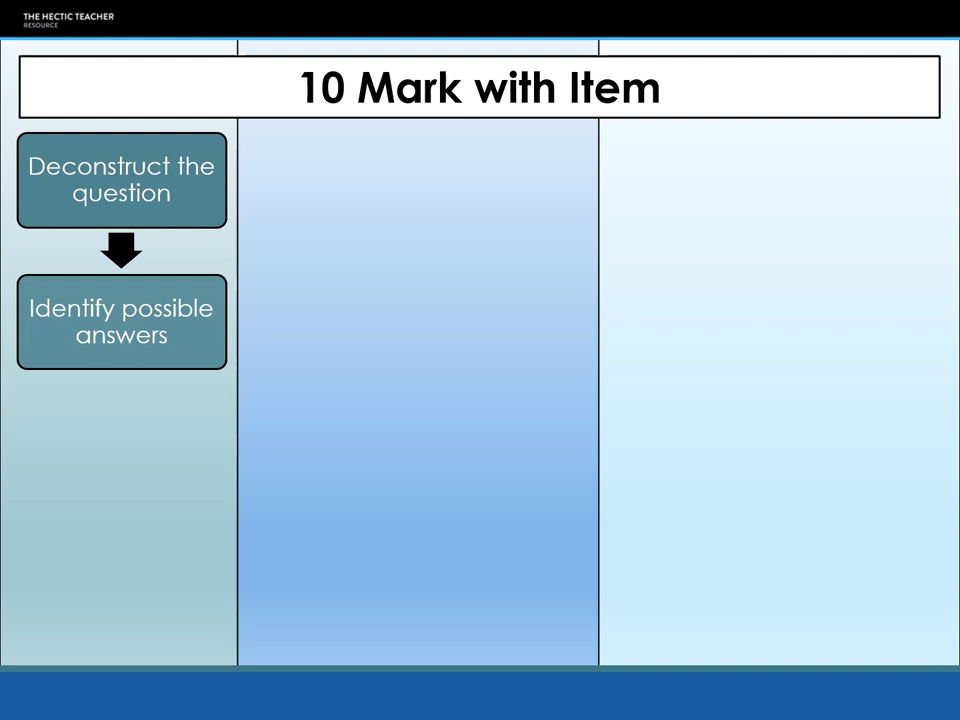 THE HECTIC TEACHER
RESOURCE
10 Mark with Item
Deconstruct the
question
Identify possible
answers